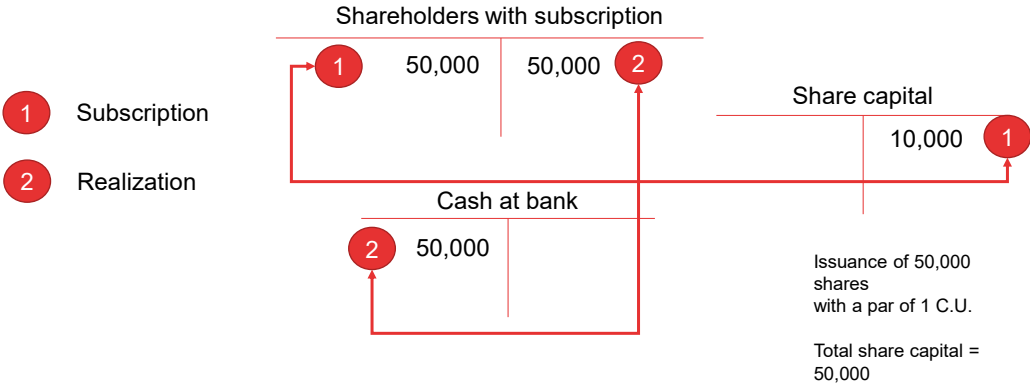 Shareholders with subscription
1 50,000 50,000 2
1 Subscription
2 Realization
Share capital
10,000 1
Cash at bank
2 50,000
Issuance of 50,000
shares
with a par of 1 C.U.
Total share capital =
50,000